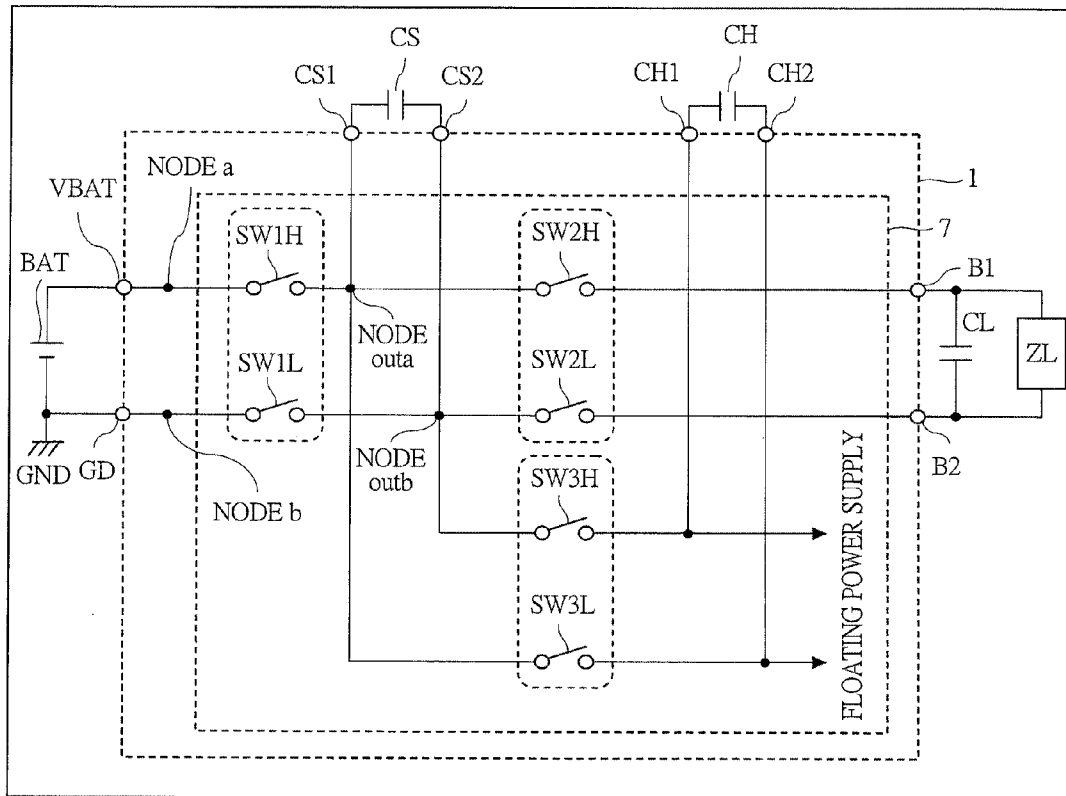 CS
CH
CS1
CS2
CH1
CH2
NODE a
1
VBAT
7
SW1H
SW2H
BAT
B1
NODE
outa
CL
ZL
SW1L
SW2L
GND
GD
NODE
outb
B2
NODE b
SW3H
SW3L
FLOATING POWER SUPPLY